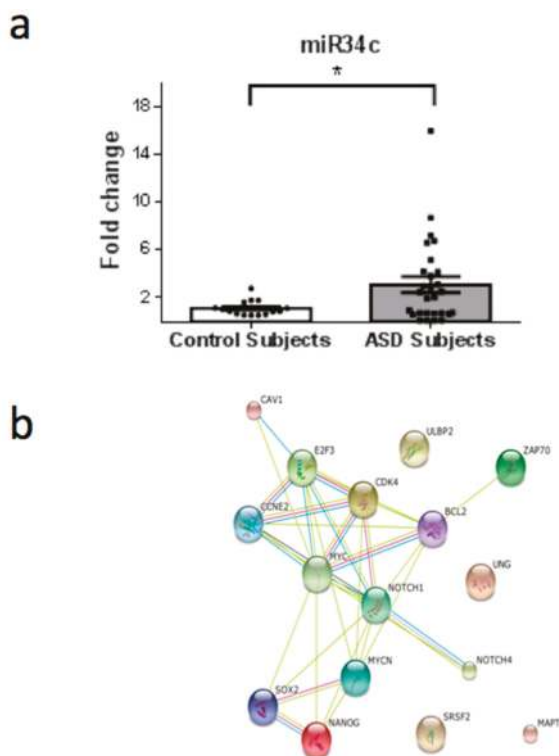 a
miR34c
*
Fold change
18
14
10
6
2
Control Subjects
ASD Subjects
b
CAV1
E2F3
ULBP2
ZAP70
CDK4
CCNE2
BCL2
MYC
UNG
NOTCH1
NOTCH4
MYCN
SOX2
NANOG
SRSF2
MAPT